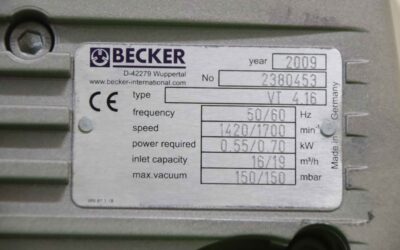 BECKER
year 2009
D-42279 Wuppertal
www.becker-international.com
No 2380453
type VT 4.16
frequency 50/60 Hz
speed 1420/1700 min⁻¹
power required 0.55/0.70 kW
inlet capacity 16/19 m³/h
max.vacuum 150/150 mbar
Made in Germany
CE